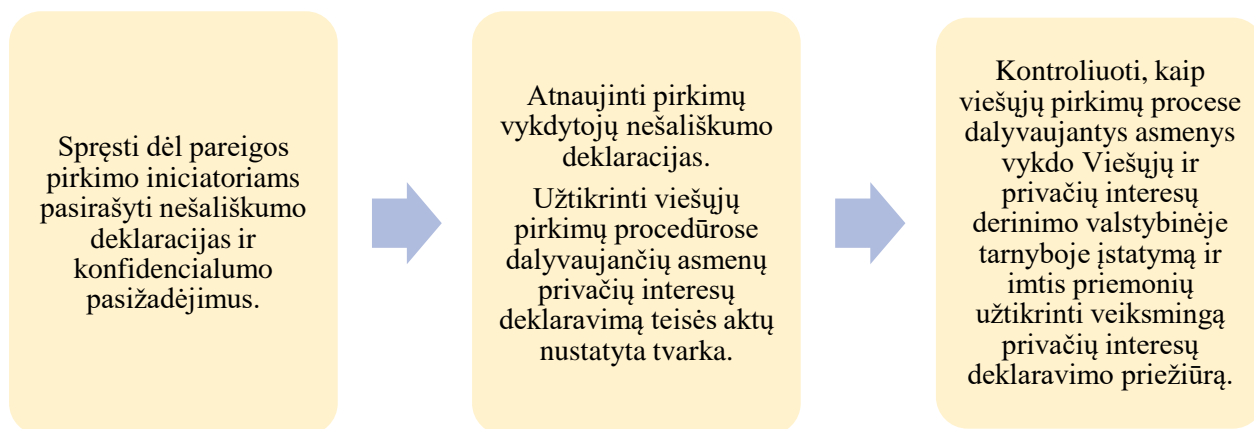 Spręsti dėl pareigos
pirkimo iniciatoriams
pasirašyti nešališkumo
deklaracijas ir
konfidencialumo
pasižadėjimus.
Atnaujinti pirkimų
vykdytojų nešališkumo
deklaracijas.
Užtikrinti viešųjų
pirkimų procedūrose
dalyvaujančių asmenų
privačių interesų
deklaravimą teisės aktų
nustatyta tvarka.
Kontroliuoti, kaip
viešųjų pirkimų procese
dalyvaujantys asmenys
vykdo Viešųjų ir
privačių interesų
derinimo valstybinėje
tarnyboje įstatymą ir
imtis priemonių
užtikrinti veiksmingą
privačių interesų
deklaravimo priežiūrą.